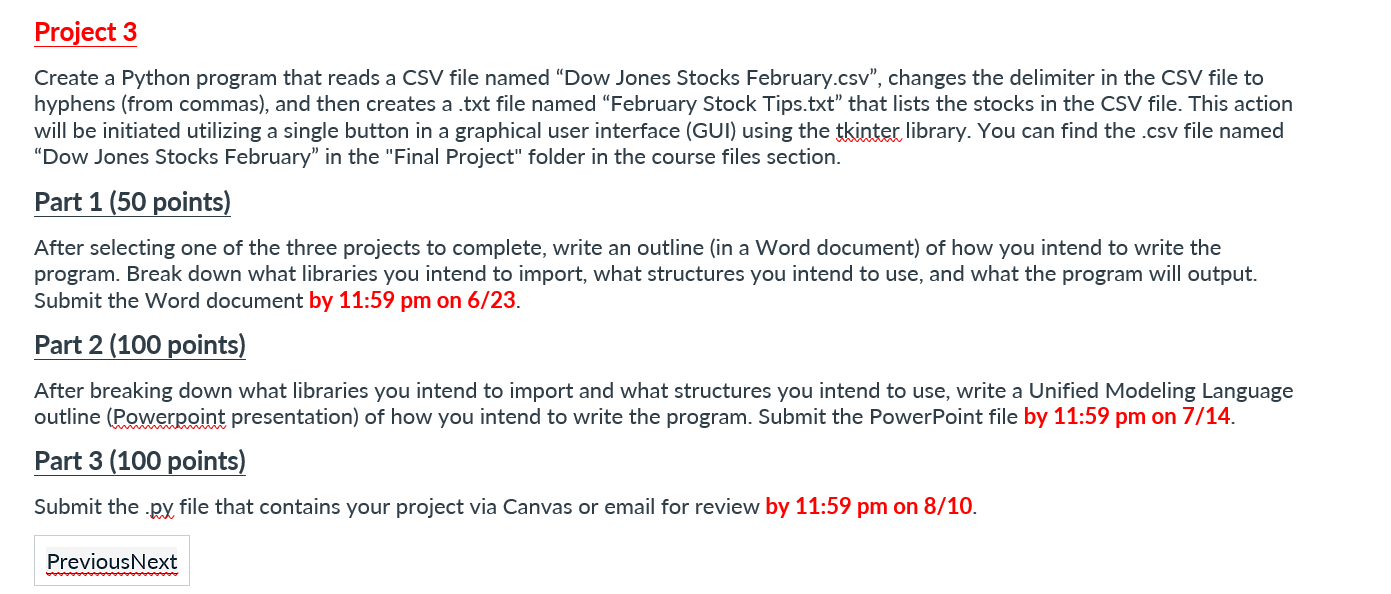 Project 3
Create a Python program that reads a CSV file named “Dow Jones Stocks February.csv”, changes the delimiter in the CSV file to
hyphens (from commas), and then creates a .txt file named “February Stock Tips.txt” that lists the stocks in the CSV file. This action
will be initiated utilizing a single button in a graphical user interface (GUI) using the tkinter library. You can find the .csv file named
“Dow Jones Stocks February” in the "Final Project" folder in the course files section.
Part 1 (50 points)
After selecting one of the three projects to complete, write an outline (in a Word document) of how you intend to write the
program. Break down what libraries you intend to import, what structures you intend to use, and what the program will output.
Submit the Word document by 11:59 pm on 6/23.
Part 2 (100 points)
After breaking down what libraries you intend to import and what structures you intend to use, write a Unified Modeling Language
outline (Powerpoint presentation) of how you intend to write the program. Submit the PowerPoint file by 11:59 pm on 7/14.
Part 3 (100 points)
Submit the .py file that contains your project via Canvas or email for review by 11:59 pm on 8/10.
PreviousNext